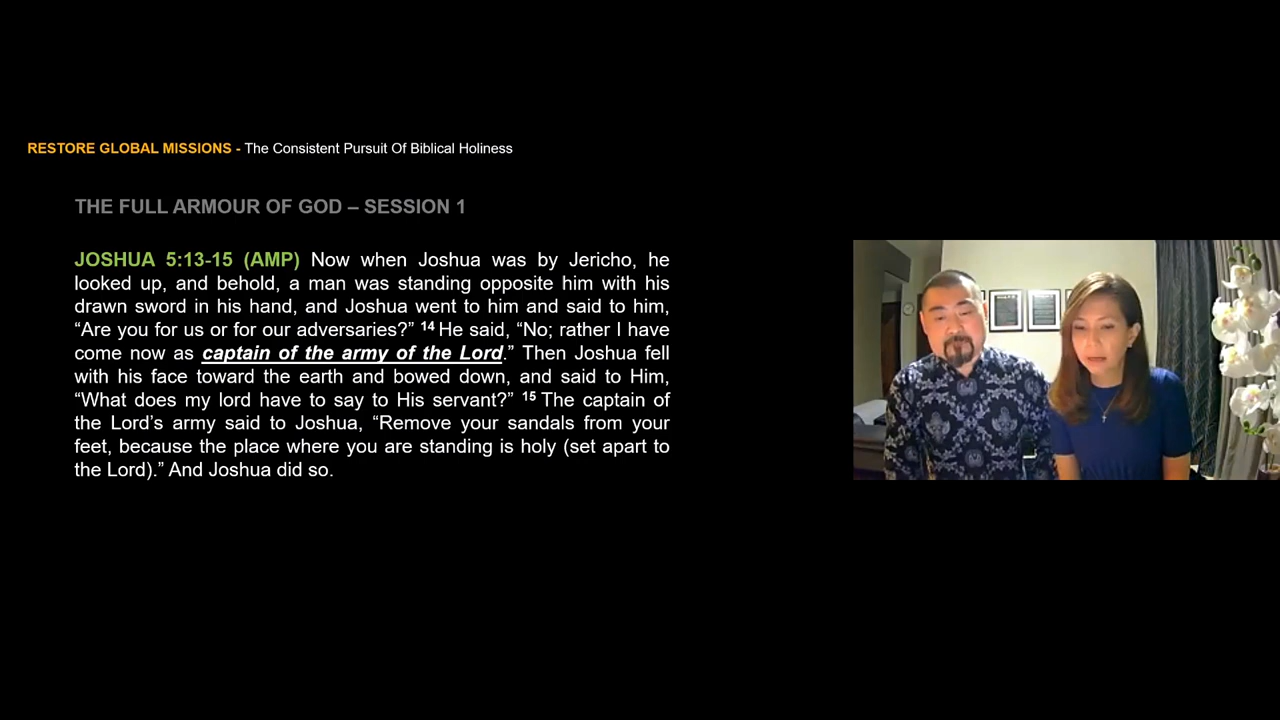 RESTORE GLOBAL MISSIONS - The Consistent Pursuit Of Biblical Holiness
THE FULL ARMOUR OF GOD – SESSION 1
JOSHUA 5:13-15 (AMP) Now when Joshua was by Jericho, he
looked up, and behold, a man was standing opposite him with his
drawn sword in his hand, and Joshua went to him and said to him,
“Are you for us or for our adversaries?” 14 He said, “No; rather I have
come now as captain of the army of the Lord.” Then Joshua fell
with his face toward the earth and bowed down, and said to Him,
“What does my lord have to say to His servant?” 15 The captain of
the Lord’s army said to Joshua, “Remove your sandals from your
feet, because the place where you are standing is holy (set apart to
the Lord).” And Joshua did so.